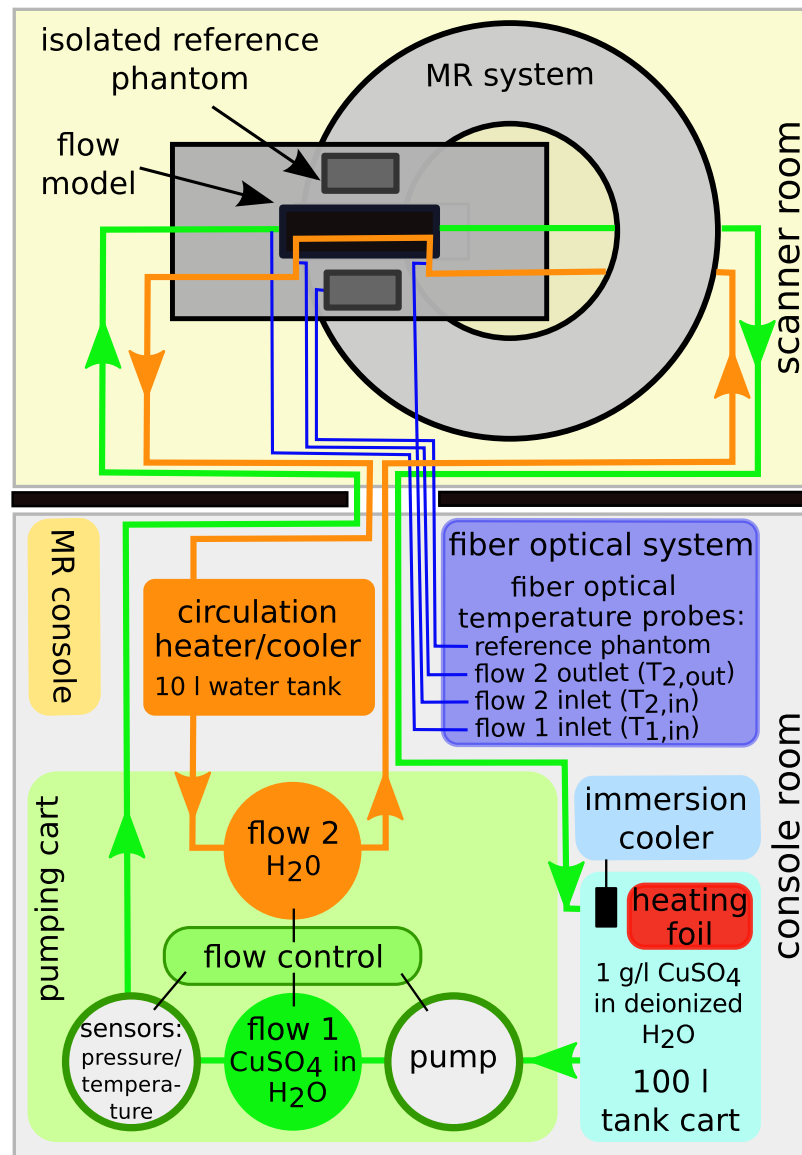 isolated reference
phantom
MR system
flow
model
scanner room
MR console
circulation
heater/cooler
10 l water tank
fiber optical system
fiber optical
temperature probes:
reference phantom
flow 2 outlet (T2,out)
flow 2 inlet (T2,in)
flow 1 inlet (T1,in)
console room
pumping cart
flow 2
H20
flow control
sensors:
pressure/
tempera-
ture
flow 1
CuSO4 in
H2O
pump
immersion
cooler
heating
foil
1 g/l CuSO4
in deionized
H2O
100 l
tank cart